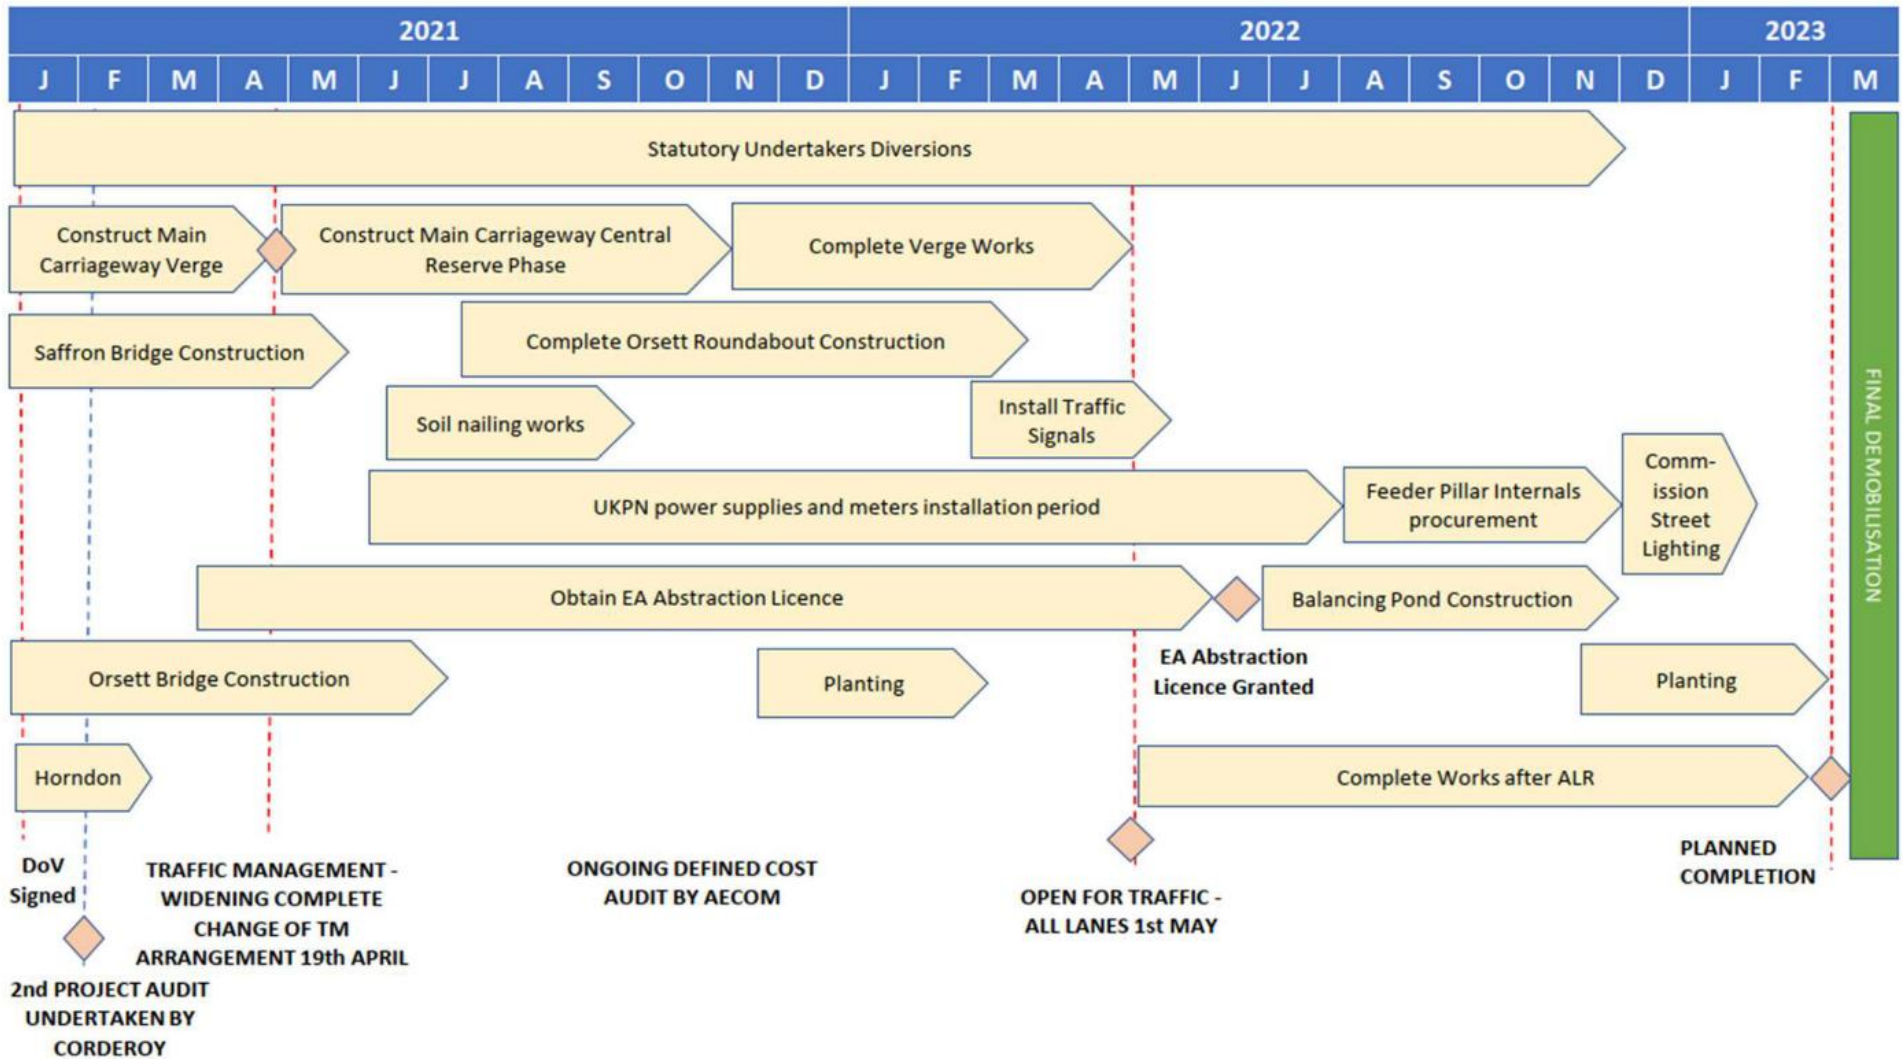 2021 2022 2023
J F M A M J J A S O N D J F M A M J J A S O N D J F M
Statutory Undertakers Diversions
Construct Main
Carriageway Verge
Construct Main Carriageway Central
Reserve Phase
Complete Verge Works
Saffron Bridge Construction
Complete Orsett Roundabout Construction
Soil nailing works
Install Traffic
Signals
UKPN power supplies and meters installation period
Feeder Pillar Internals
procurement
Comm-
ission
Street
Lighting
FINAL DEMOBILISATION
Obtain EA Abstraction Licence
Balancing Pond Construction
EA Abstraction
Licence Granted
Orsett Bridge Construction
Planting
Planting
Horndon
Complete Works after ALR
DoV
Signed
TRAFFIC MANAGEMENT -
WIDENING COMPLETE
CHANGE OF TM
ARRANGEMENT 19th APRIL
ONGOING DEFINED COST
AUDIT BY AECOM
OPEN FOR TRAFFIC -
ALL LANES 1st MAY
PLANNED
COMPLETION
2nd PROJECT AUDIT
UNDERTAKEN BY
CORDEROY